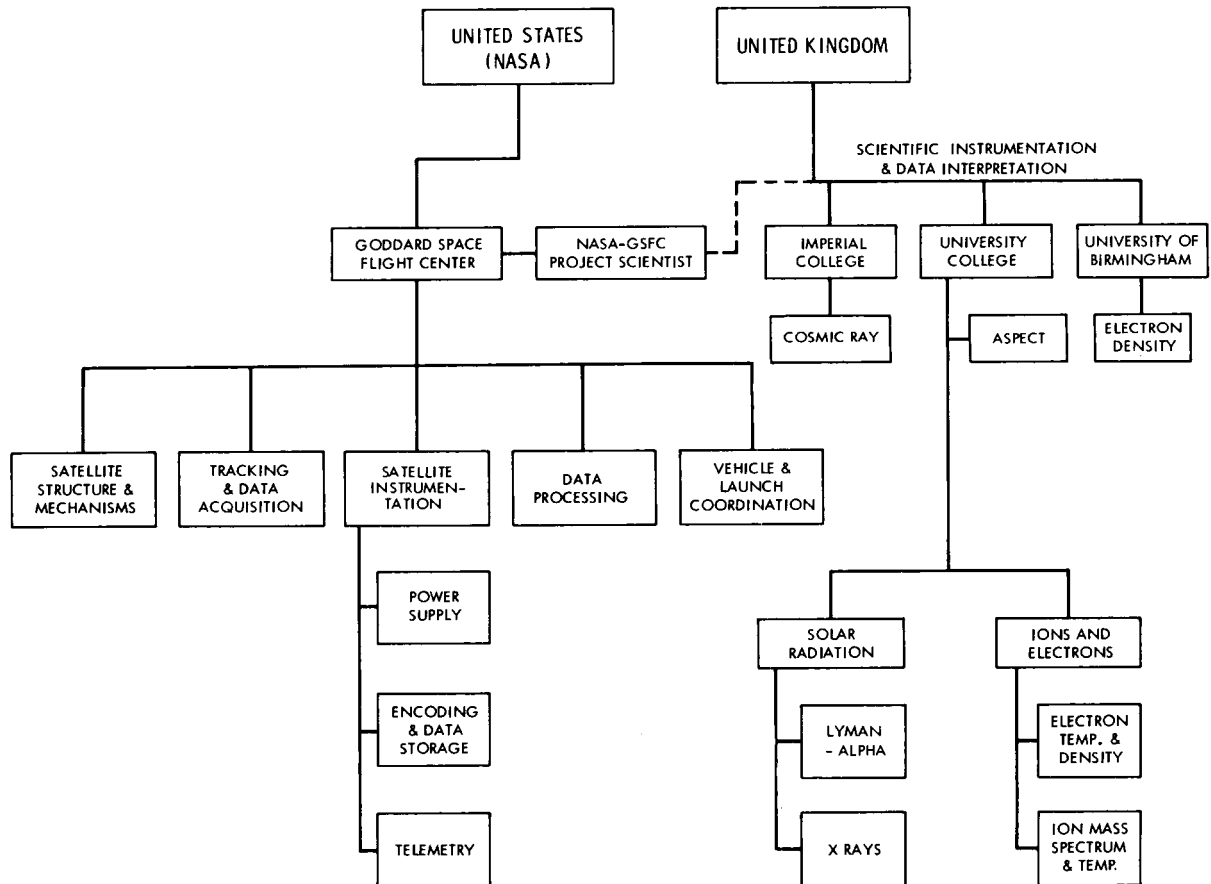 UNITED STATES
(NASA)
UNITED KINGDOM
SCIENTIFIC INSTRUMENTATION
& DATA INTERPRETATION
GODDARD SPACE
FLIGHT CENTER
NASA-GSFC
PROJECT SCIENTIST
IMPERIAL
COLLEGE
UNIVERSITY
COLLEGE
UNIVERSITY OF
BIRMINGHAM
COSMIC RAY
ASPECT
ELECTRON
DENSITY
SATELLITE
STRUCTURE &
MECHANISMS
TRACKING
& DATA
ACQUISITION
SATELLITE
INSTRUMEN-
TATION
DATA
PROCESSING
VEHICLE &
LAUNCH
COORDINATION
POWER
SUPPLY
ENCODING
& DATA
STORAGE
TELEMETRY
SOLAR
RADIATION
IONS AND
ELECTRONS
LYMAN
- ALPHA
ELECTRON
TEMP. &
DENSITY
X RAYS
ION MASS
SPECTRUM
& TEMP.